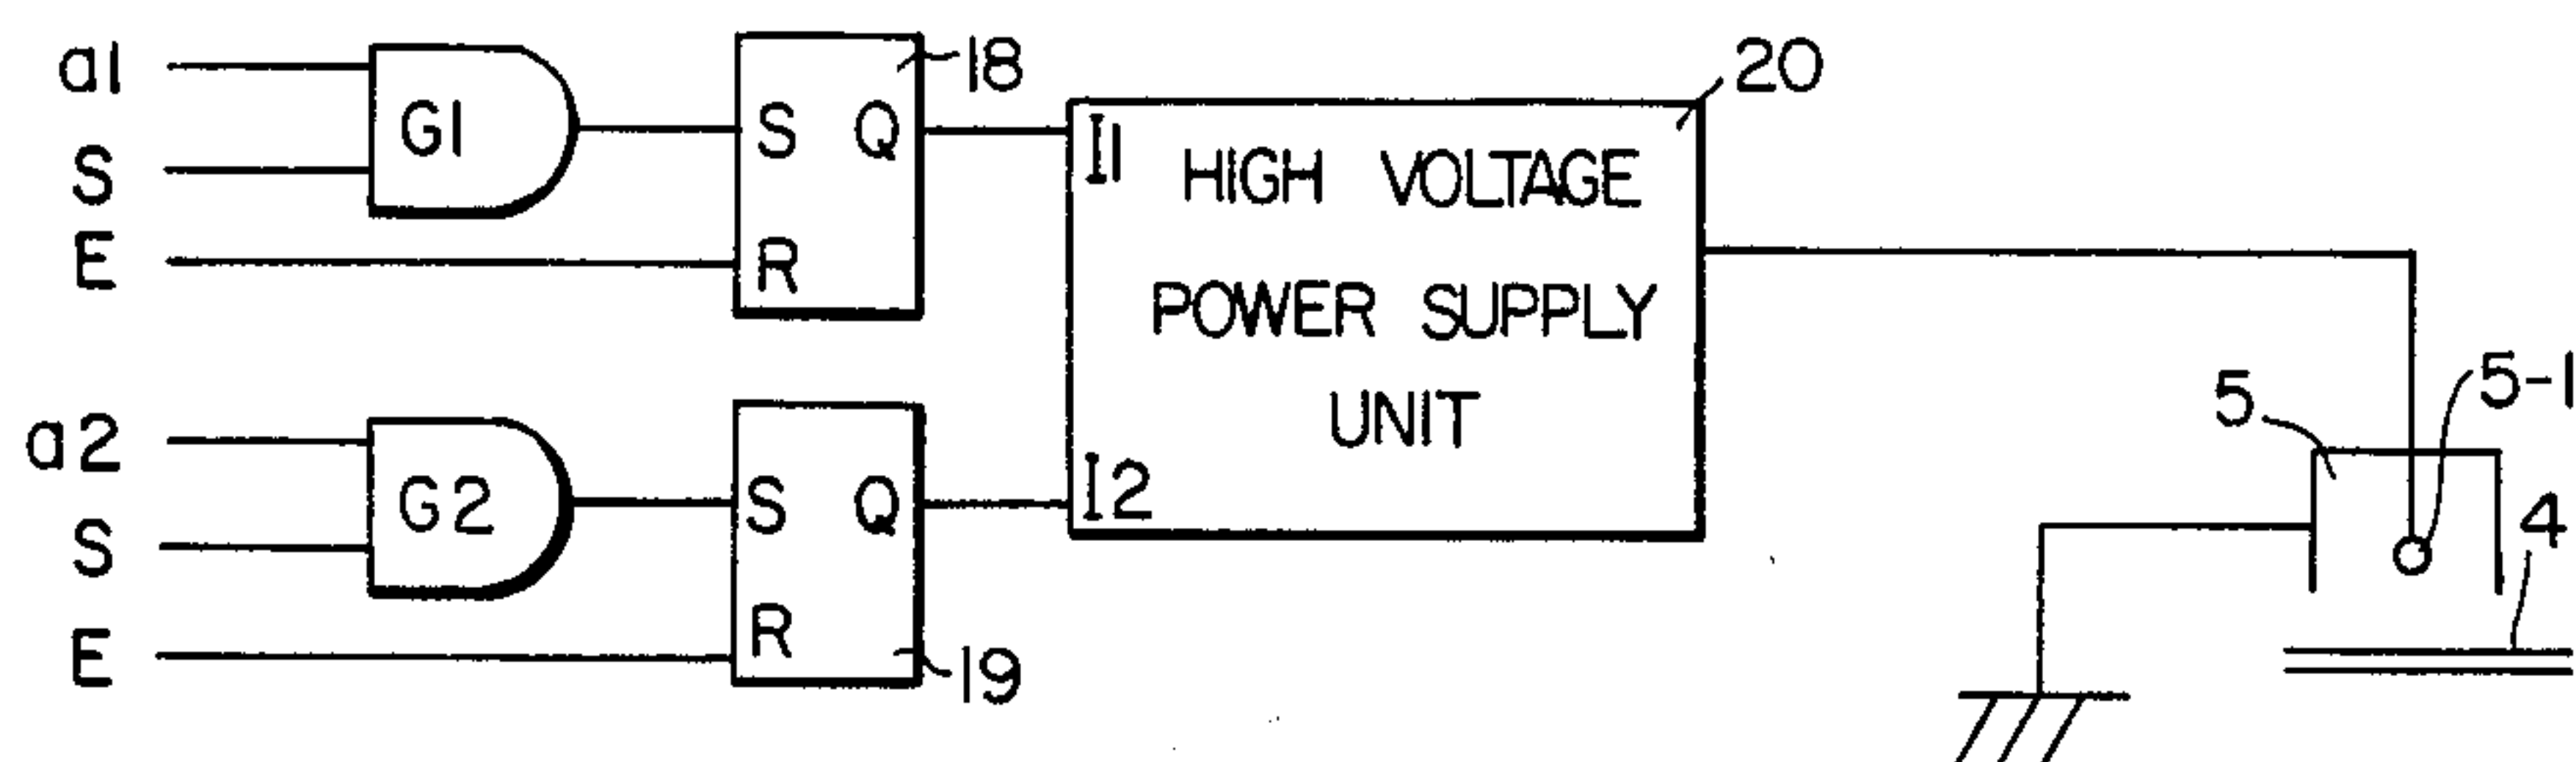 a1
S
E
G1
S Q
R
18
I1
HIGH VOLTAGE
POWER SUPPLY
UNIT
I2
20
a2
S
E
G2
S Q
R
19
5
5-1
4